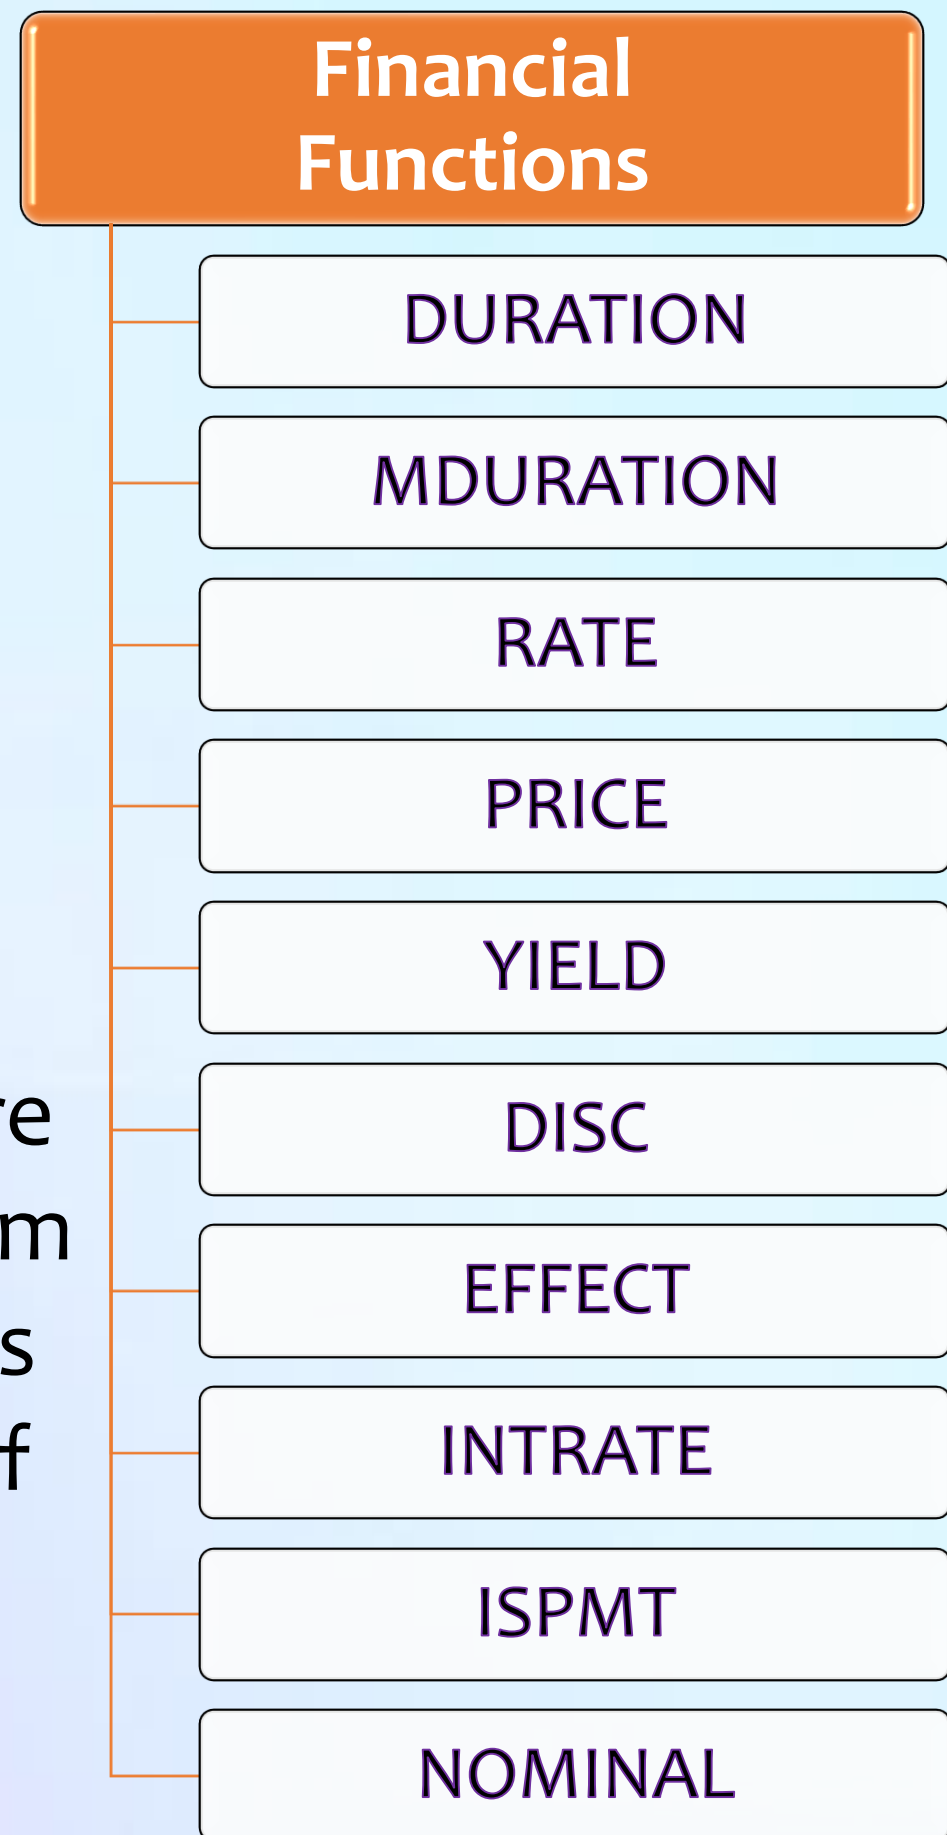 Financial
Functions
DURATION
MDURATION
RATE
PRICE
YIELD
DISC
EFFECT
INTRATE
ISPMT
NOMINAL